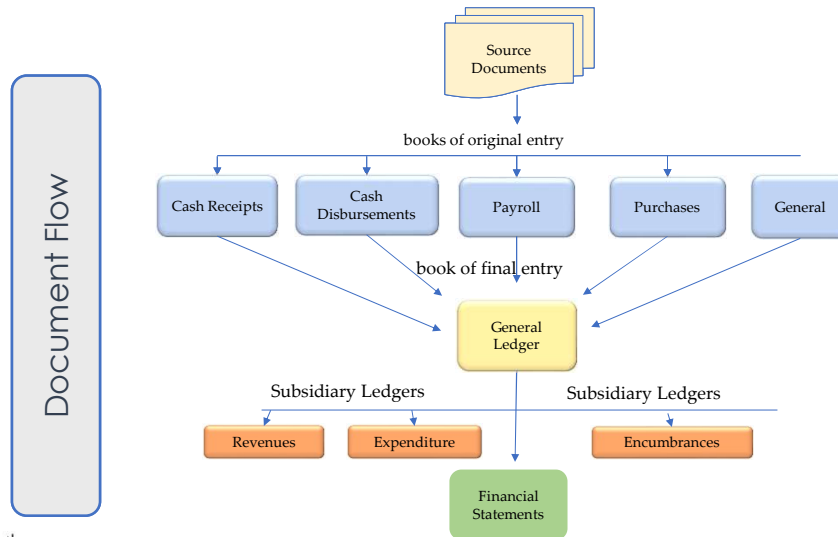 Document Flow
Source
Documents
books of original entry
Cash Receipts
Cash
Disbursements
Payroll
Purchases
General
book of final entry
General
Ledger
Subsidiary Ledgers
Subsidiary Ledgers
Revenues
Expenditure
Encumbrances
Financial
Statements